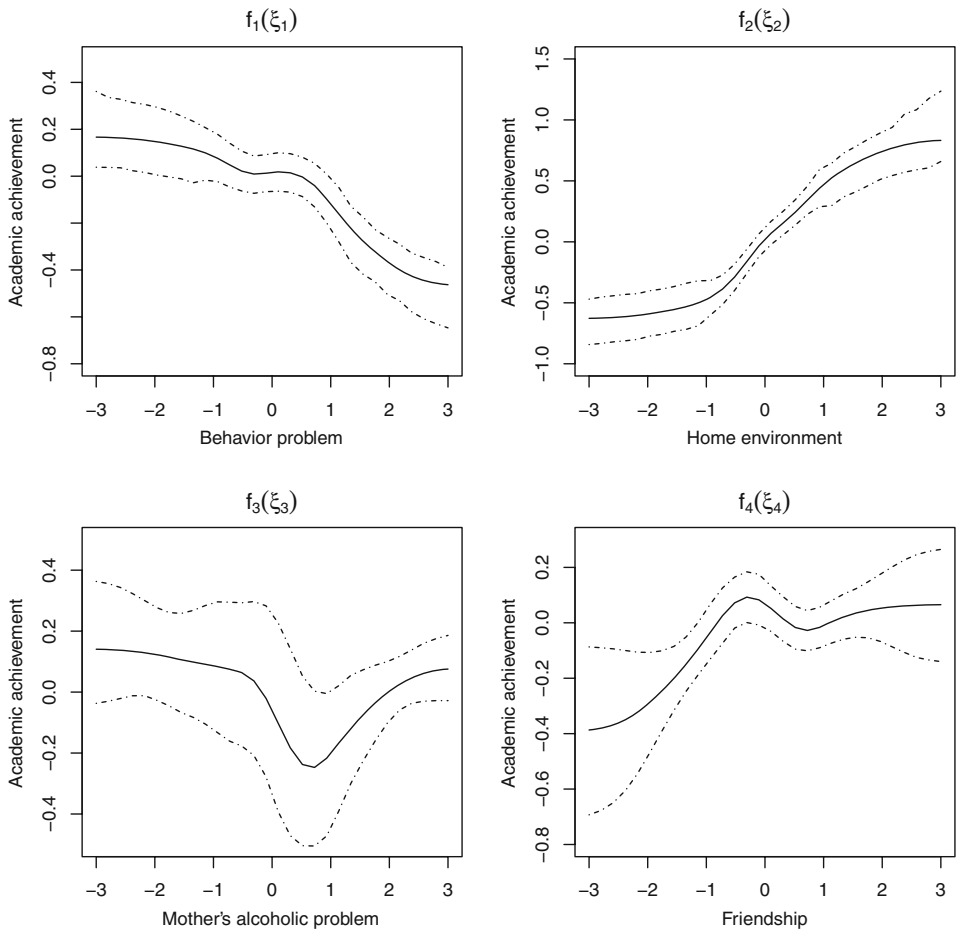 f₁(ξ₁)
Academic achievement
0.4
0.2
0.0
−0.4
−0.8
−3 −2 −1 0 1 2 3
Behavior problem
f₂(ξ₂)
Academic achievement
1.5
1.0
0.5
0.0
−0.5
−1.0
−3 −2 −1 0 1 2 3
Home environment
f₃(ξ₃)
Academic achievement
0.4
0.2
0.0
−0.2
−0.4
−3 −2 −1 0 1 2 3
Mother's alcoholic problem
f₄(ξ₄)
Academic achievement
0.2
0.0
−0.2
−0.4
−0.6
−0.8
−3 −2 −1 0 1 2 3
Friendship